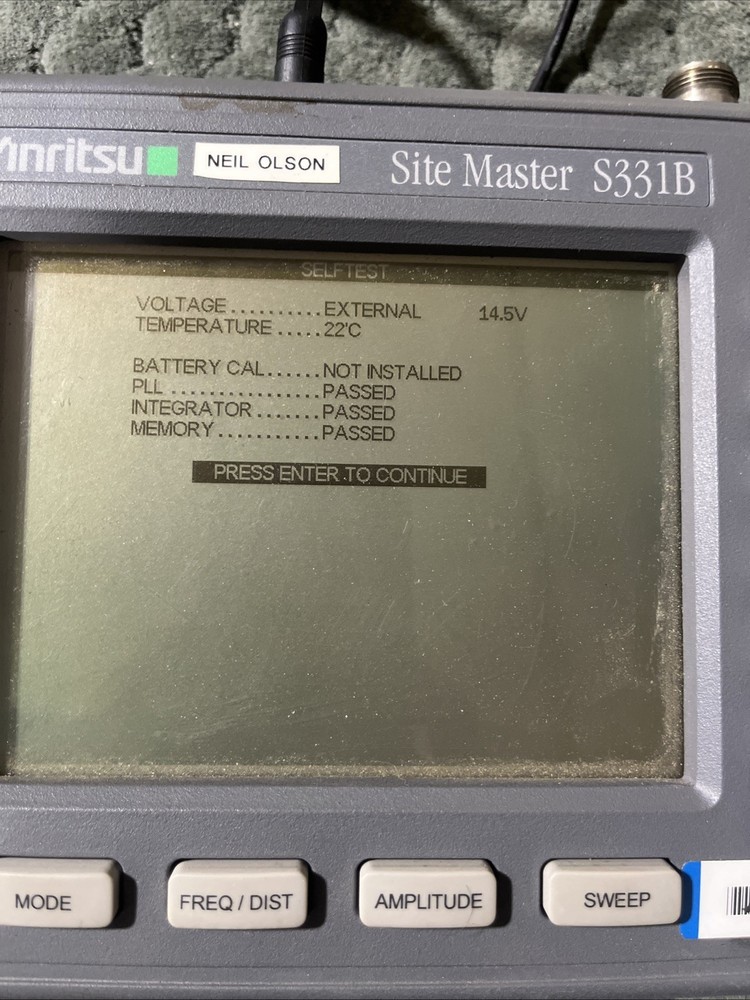 Anritsu
NEIL OLSON
Site Master S331B
SELFTEST
VOLTAGE..........EXTERNAL 14.5V
TEMPERATURE.....22'C
BATTERY CAL......NOT INSTALLED
PLL................PASSED
INTEGRATOR.......PASSED
MEMORY...........PASSED
PRESS ENTER TO CONTINUE
MODE
FREQ / DIST
AMPLITUDE
SWEEP